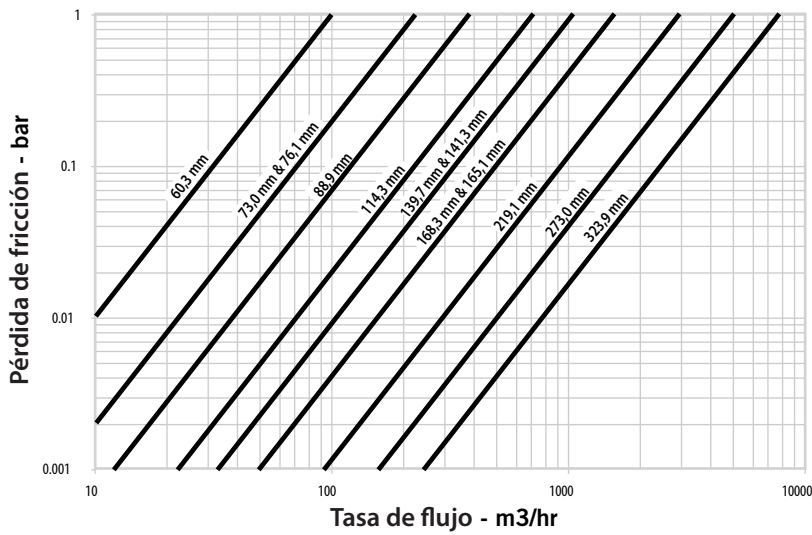 1
0.1
0.01
0.001
Pérdida de fricción - bar
60,3 mm
73,0 mm & 76,1 mm
88,9 mm
114,3 mm
139,7 mm & 141,3 mm
168,3 mm & 165,1 mm
219,1 mm
273,0 mm
323,9 mm
10
100
1000
10000
Tasa de flujo - m3/hr